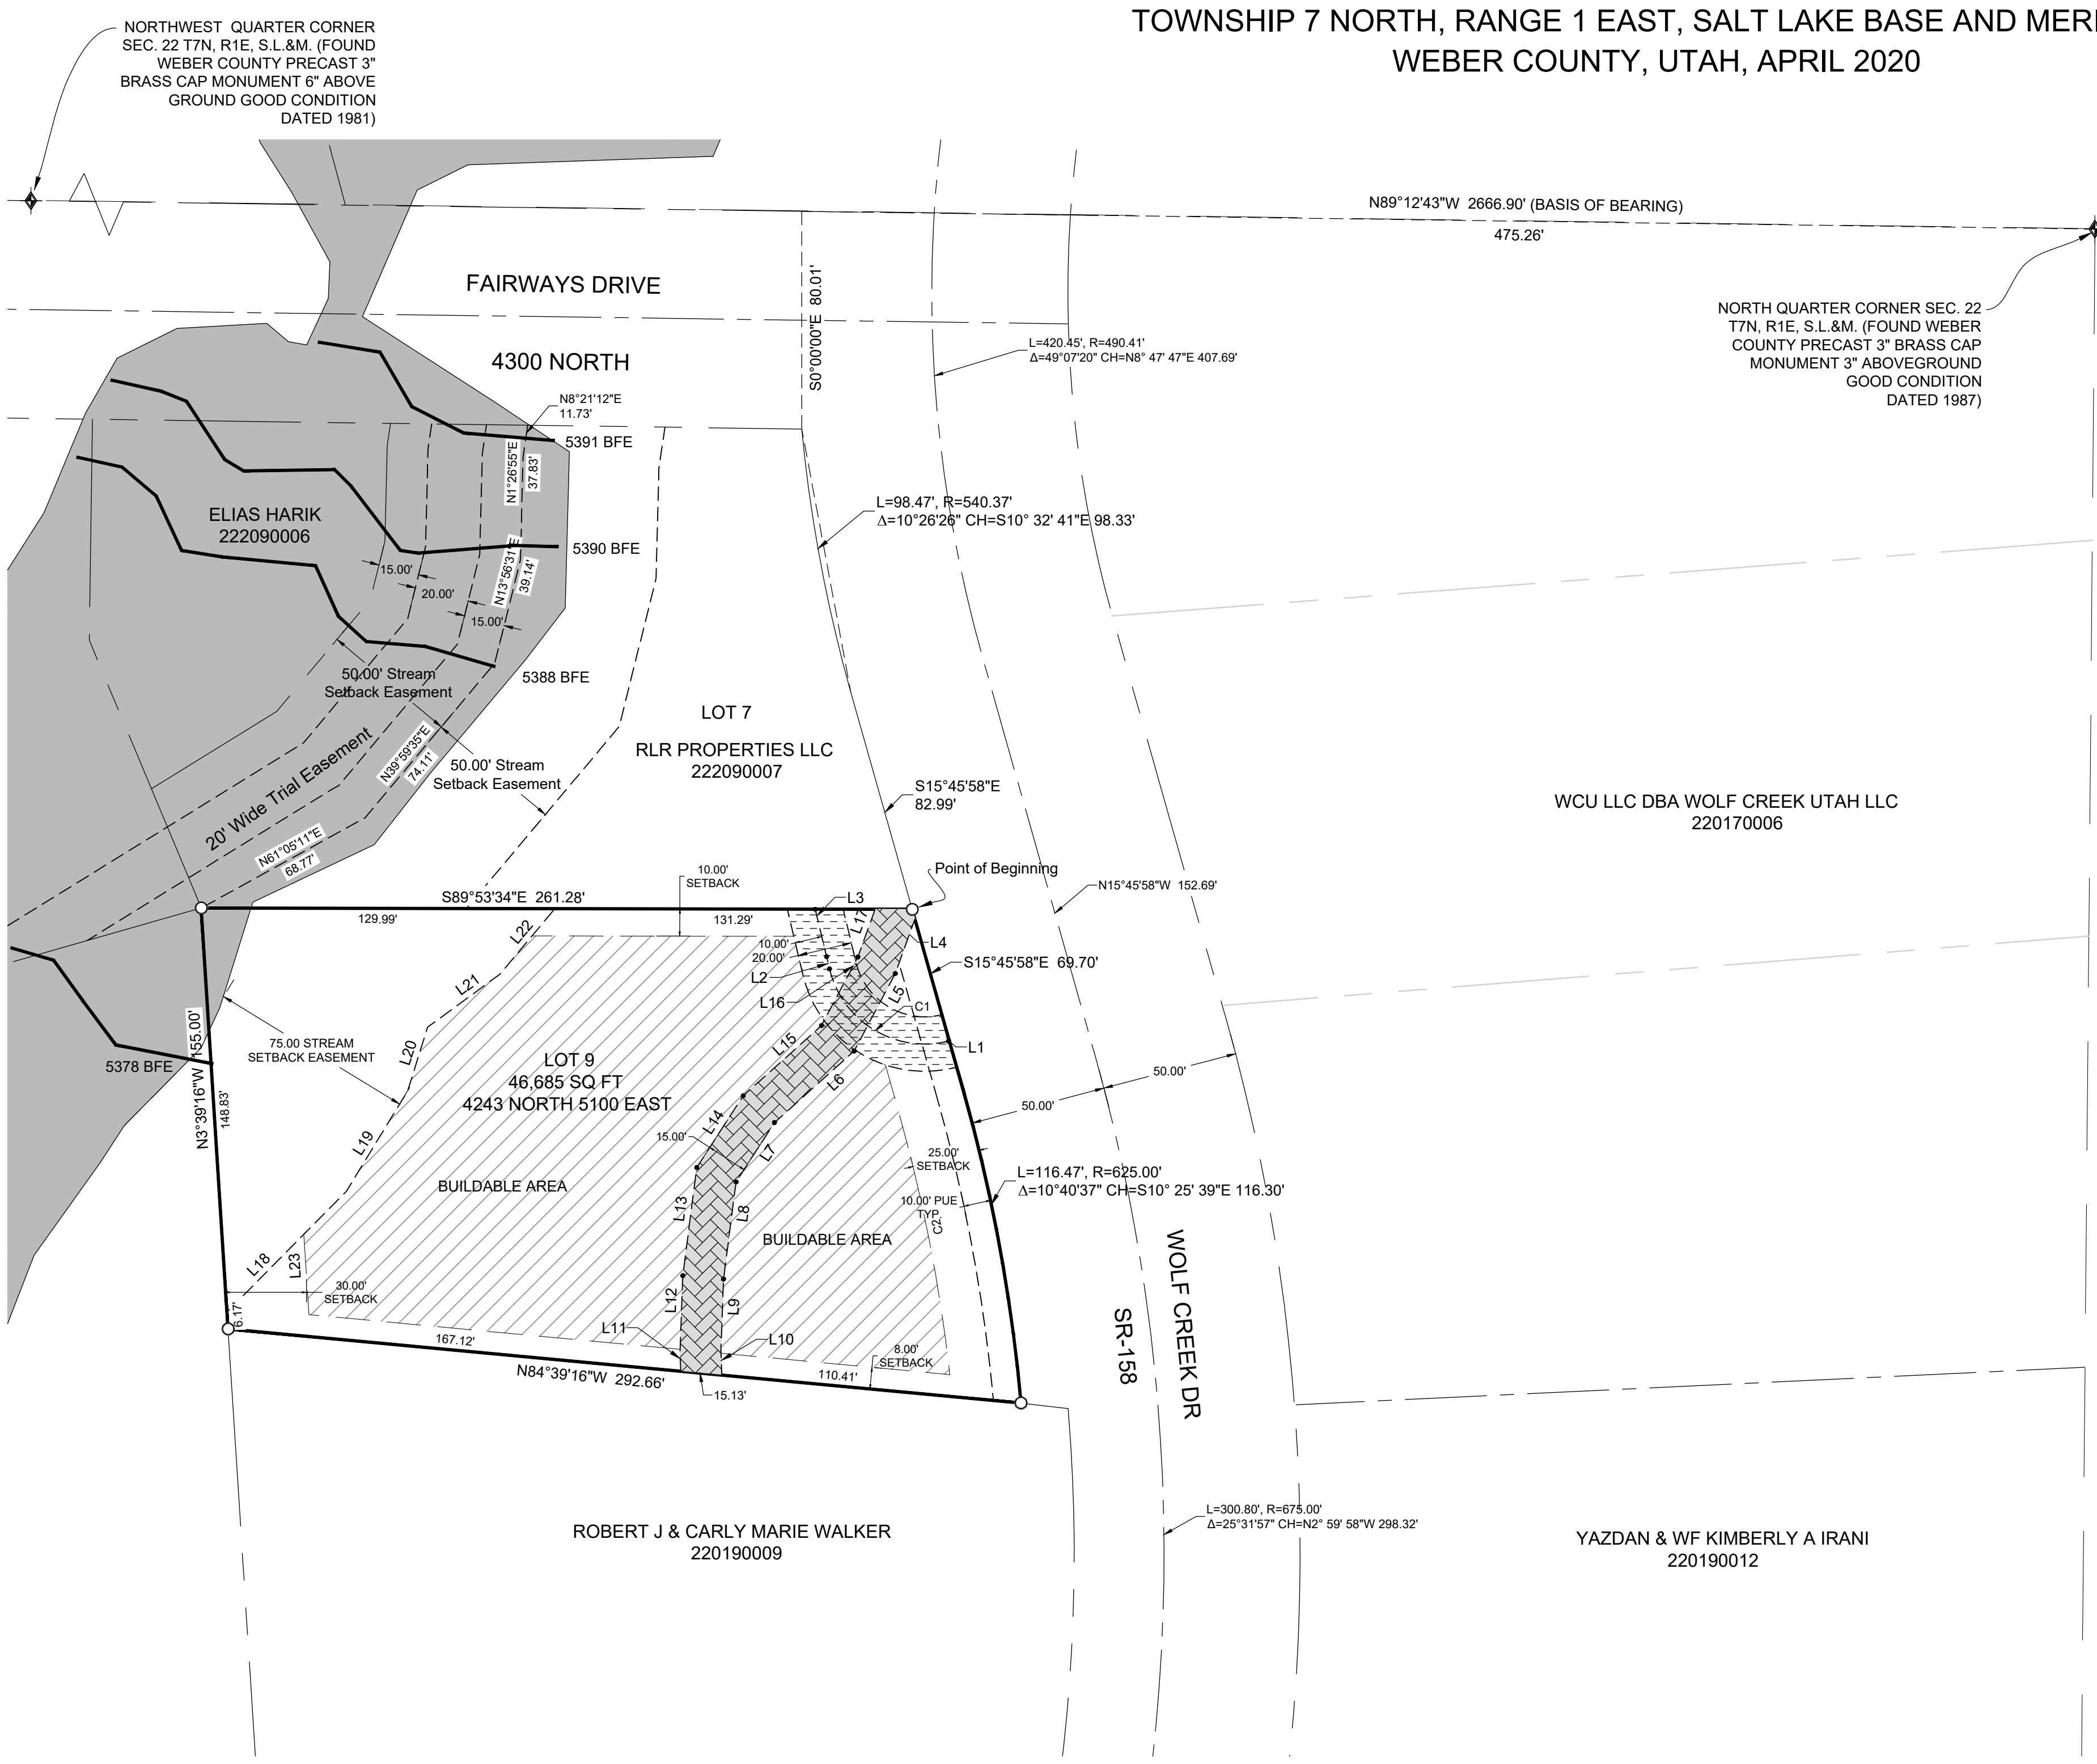 TOWNSHIP 7 NORTH, RANGE 1 EAST, SALT LAKE BASE AND
WEBER COUNTY, UTAH, APRIL 2020
NORTHWEST QUARTER CORNER
SEC. 22 T7N, R1E, S.L.&M. (FOUND
WEBER COUNTY PRECAST 3"
BRASS CAP MONUMENT 6" ABOVE
GROUND GOOD CONDITION
DATED 1981)
N89°12'43"W 2666.90' (BASIS OF BEARING)
475.26'
NORTH QUARTER CORNER SEC. 22
T7N, R1E, S.L.&M. (FOUND WEBER
COUNTY PRECAST 3" BRASS CAP
MONUMENT 3" ABOVEGROUND
GOOD CONDITION
DATED 1987)
FAIRWAYS DRIVE
4300 NORTH
S0°00'00"E 80.01'
L=420.45', R=490.41'
Δ=49°07'20" CH=N8° 47' 47"E 407.69'
N8°21'12"E
11.73'
5391 BFE
N1°26'55"E
37.83'
ELIAS HARIK
222090006
5390 BFE
N13°56'31"E
39.14'
15.00'
20.00'
15.00'
L=98.47', R=540.37'
Δ=10°26'26" CH=S10° 32' 41"E 98.33'
50.00' Stream
Setback Easement
5388 BFE
20' Wide Trial Easement
N39°59'35"E
74.11'
50.00' Stream
Setback Easement
LOT 7
RLR PROPERTIES LLC
222090007
S15°45'58"E
82.99'
WCU LLC DBA WOLF CREEK UTAH LLC
220170006
N61°05'11"E
68.77'
Point of Beginning
N15°45'58"W 152.69'
S89°53'34"E 261.28'
129.99'
10.00'
SETBACK
131.29'
L3
L17
L4
S15°45'58"E 69.70'
L22
10.00'
20.00'
L2
L16
L5
C1
L21
L1
75.00 STREAM
SETBACK EASEMENT
L20
L15
L6
5378 BFE
N3°39'16"W 155.00'
148.83'
LOT 9
46,685 SQ FT
4243 NORTH 5100 EAST
50.00'
50.00'
L14
L19
15.00'
L7
25.00'
SETBACK
L=116.47', R=625.00'
Δ=10°40'37" CH=S10° 25' 39"E 116.30'
BUILDABLE AREA
10.00' PUE
TYP.
C2
L13
L8
BUILDABLE AREA
L18
L23
30.00'
SETBACK
L12
L9
6.17'
L11
L10
167.12'
8.00'
SETBACK
110.41'
N84°39'16"W 292.66'
15.13'
WOLF CREEK DR
SR-158
L=300.80', R=675.00'
Δ=25°31'57" CH=N2° 59' 58"W 298.32'
ROBERT J & CARLY MARIE WALKER
220190009
YAZDAN & WF KIMBERLY A IRANI
220190012